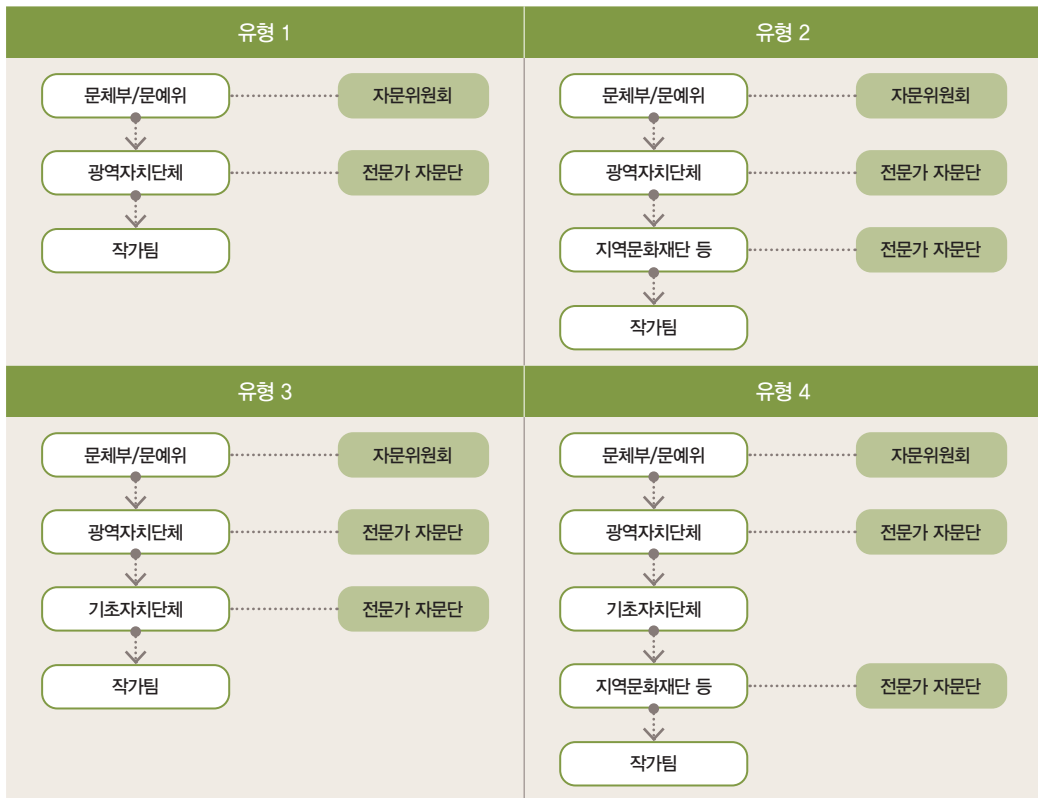 유형 1
문체부/문예위
자문위원회
광역자치단체
전문가 자문단
작가팀
유형 2
문체부/문예위
자문위원회
광역자치단체
전문가 자문단
지역문화재단 등
전문가 자문단
작가팀
유형 3
문체부/문예위
자문위원회
광역자치단체
전문가 자문단
기초자치단체
전문가 자문단
작가팀
유형 4
문체부/문예위
자문위원회
광역자치단체
전문가 자문단
기초자치단체
지역문화재단 등
전문가 자문단
작가팀